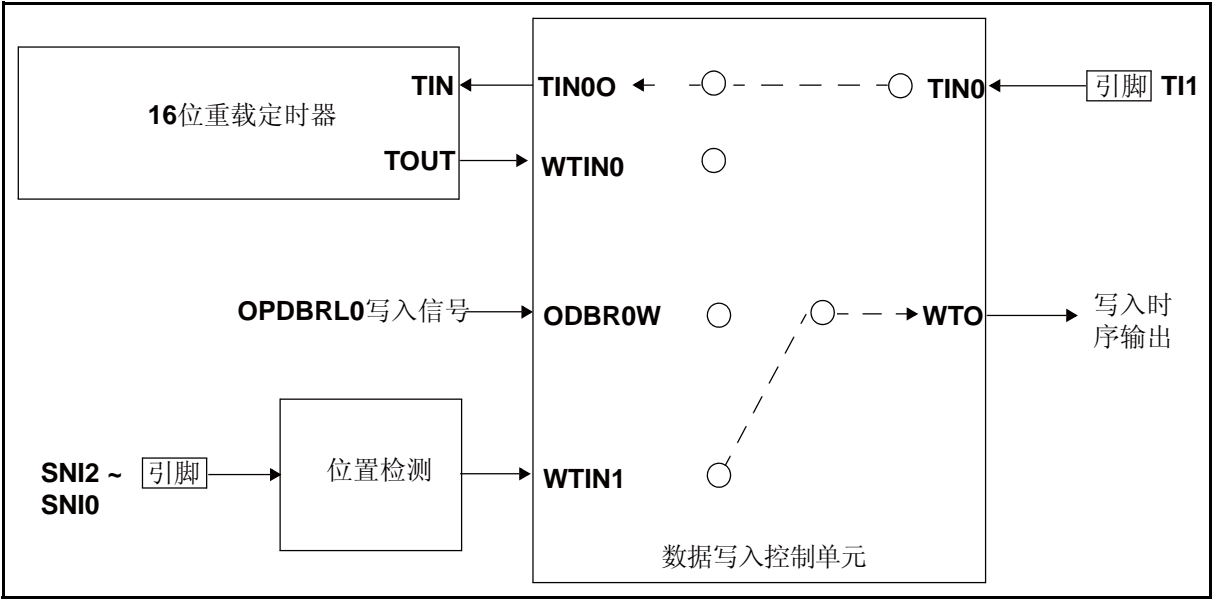 TIN
TIN0O
TIN0
引脚 TI1
16位重载定时器
TOUT
WTIN0
OPDBRL0写入信号
ODBR0W
WTO
写入时
序输出
SNI2 ~ 引脚
SNI0
位置检测
WTIN1
数据写入控制单元